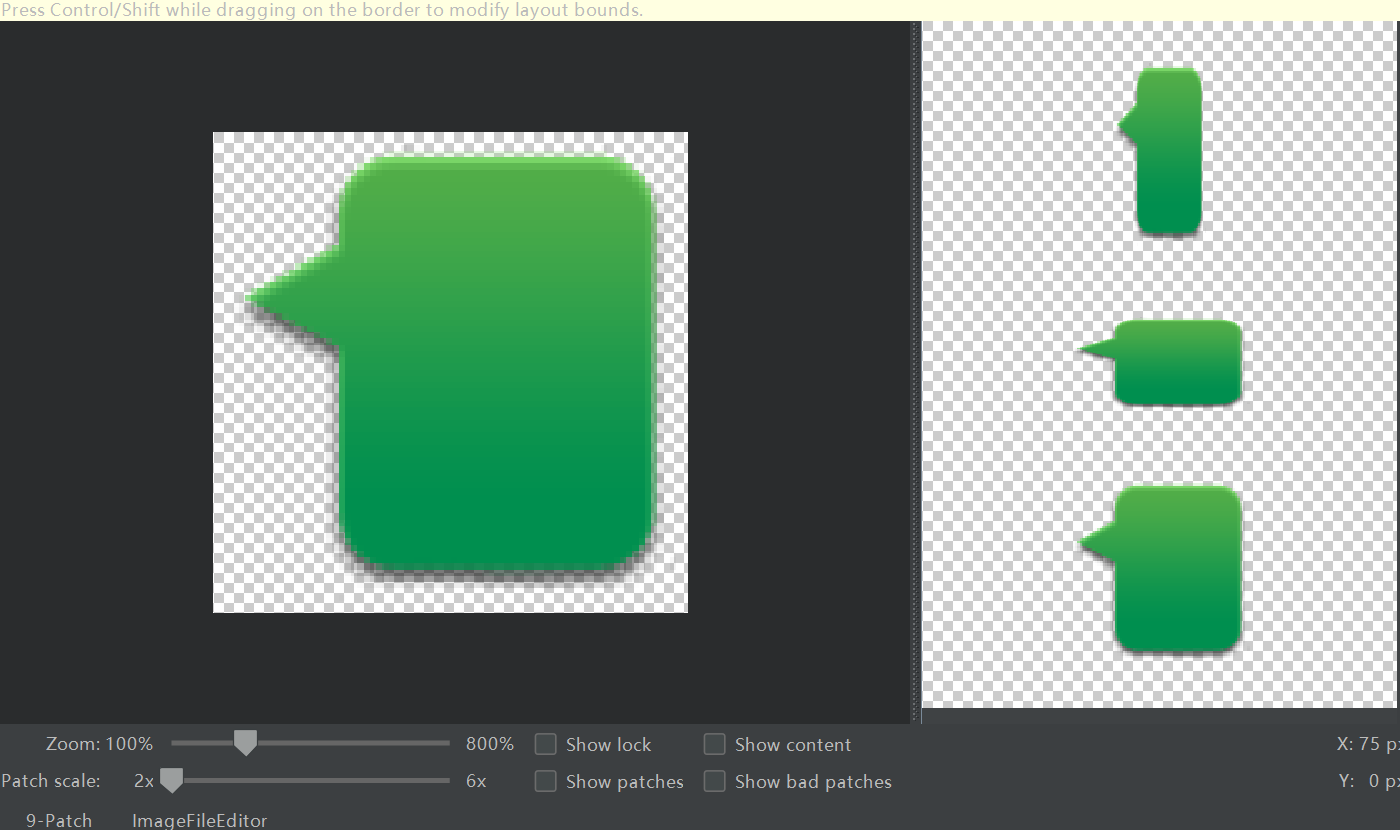 Press Control/Shift while dragging on the border to modify layout bounds.
Zoom: 100% 800% Show lock Show content X: 75 px
Patch scale: 2x 6x Show patches Show bad patches Y: 0 px
9-Patch ImageFileEditor